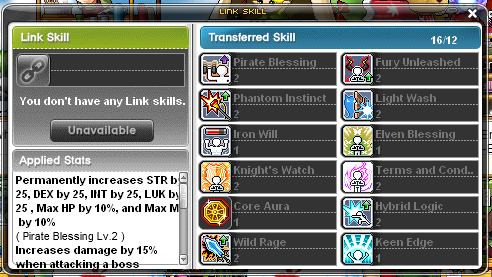 LINK SKILL
Link Skill
You don't have any Link skills.
Unavailable
Applied Stats
Permanently increases STR by
25, DEX by 25, INT by 25, LUK by
25 , Max HP by 10%, and Max M
by 10%
( Pirate Blessing Lv.2 )
Increases damage by 15%
when attacking a boss
Transferred Skill
16/12
Pirate Blessing
2
Fury Unleashed
2
Phantom Instinct
2
Light Wash
2
Iron Will
1
Elven Blessing
2
Knight's Watch
2
Terms and Cond..
2
Core Aura
1
Hybrid Logic
2
Wild Rage
2
Keen Edge
1